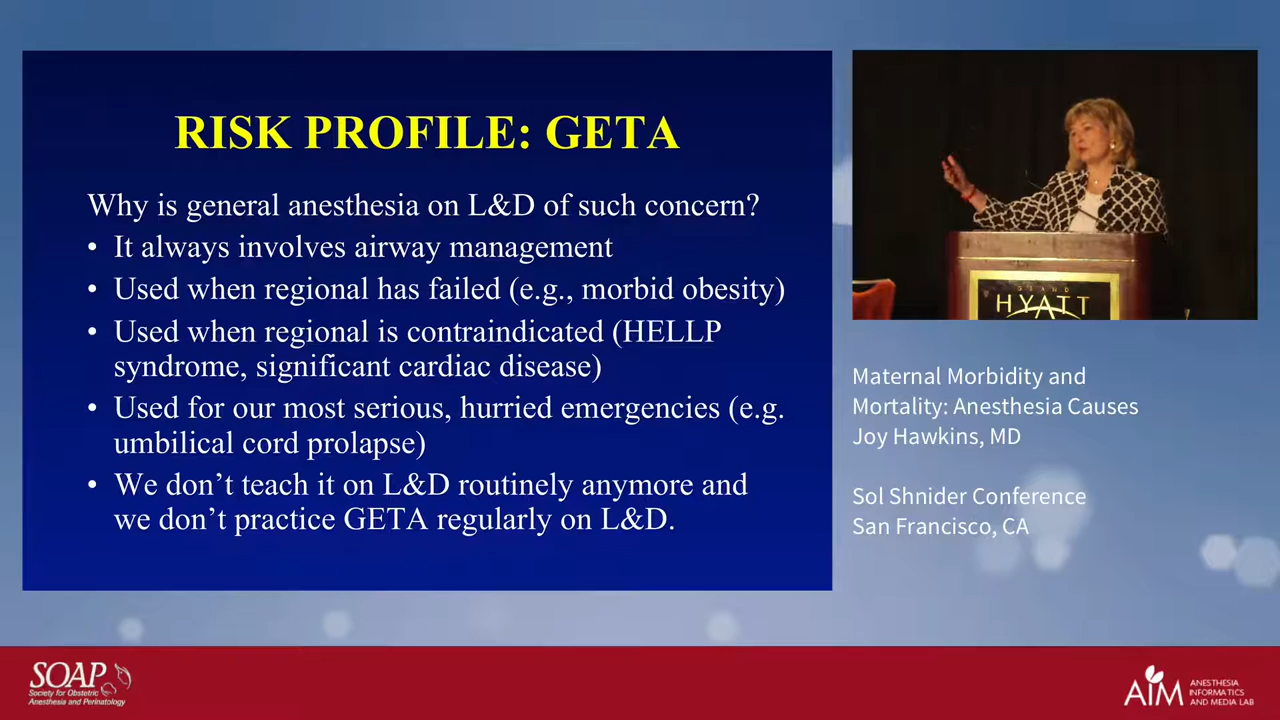 RISK PROFILE: GETA
Why is general anesthesia on L&D of such concern?
• It always involves airway management
• Used when regional has failed (e.g., morbid obesity)
• Used when regional is contraindicated (HELLP
syndrome, significant cardiac disease)
• Used for our most serious, hurried emergencies (e.g.
umbilical cord prolapse)
• We don’t teach it on L&D routinely anymore and
we don’t practice GETA regularly on L&D.
GRAND
HYATT
Maternal Morbidity and
Mortality: Anesthesia Causes
Joy Hawkins, MD
Sol Shnider Conference
San Francisco, CA
SOAP
Society for Obstetric
Anesthesia and Perinatology
AIM
ANESTHESIA
INFORMATICS
AND MEDIA LAB